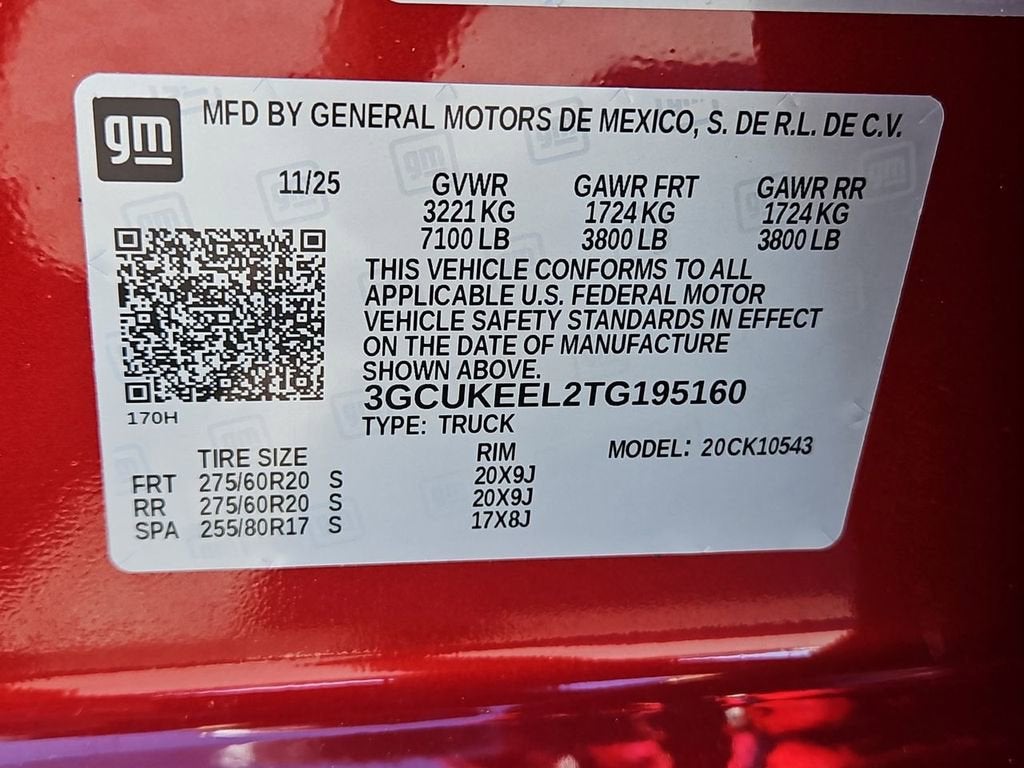 gm
MFD BY GENERAL MOTORS DE MEXICO, S. DE R.L. DE C.V.
11/25 GVWR GAWR FRT GAWR RR
3221 KG 1724 KG 1724 KG
7100 LB 3800 LB 3800 LB
THIS VEHICLE CONFORMS TO ALL
APPLICABLE U.S. FEDERAL MOTOR
VEHICLE SAFETY STANDARDS IN EFFECT
ON THE DATE OF MANUFACTURE
SHOWN ABOVE.
3GCUKEEL2TG195160
170H
TYPE: TRUCK
TIRE SIZE RIM MODEL: 20CK10543
FRT 275/60R20 S 20X9J
RR 275/60R20 S 20X9J
SPA 255/80R17 S 17X8J